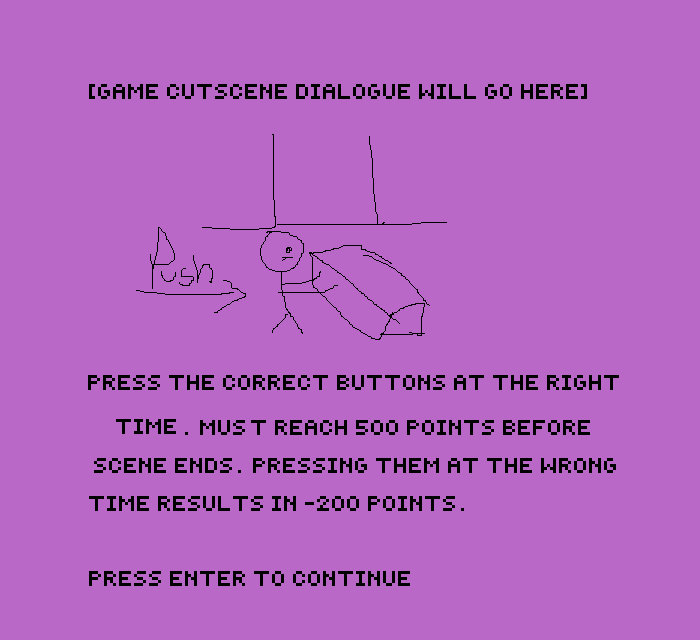 [GAME CUTSCENE DIALOGUE WILL GO HERE]
Push
PRESS THE CORRECT BUTTONS AT THE RIGHT
TIME. MUST REACH 500 POINTS BEFORE
SCENE ENDS. PRESSING THEM AT THE WRONG
TIME RESULTS IN -200 POINTS.
PRESS ENTER TO CONTINUE